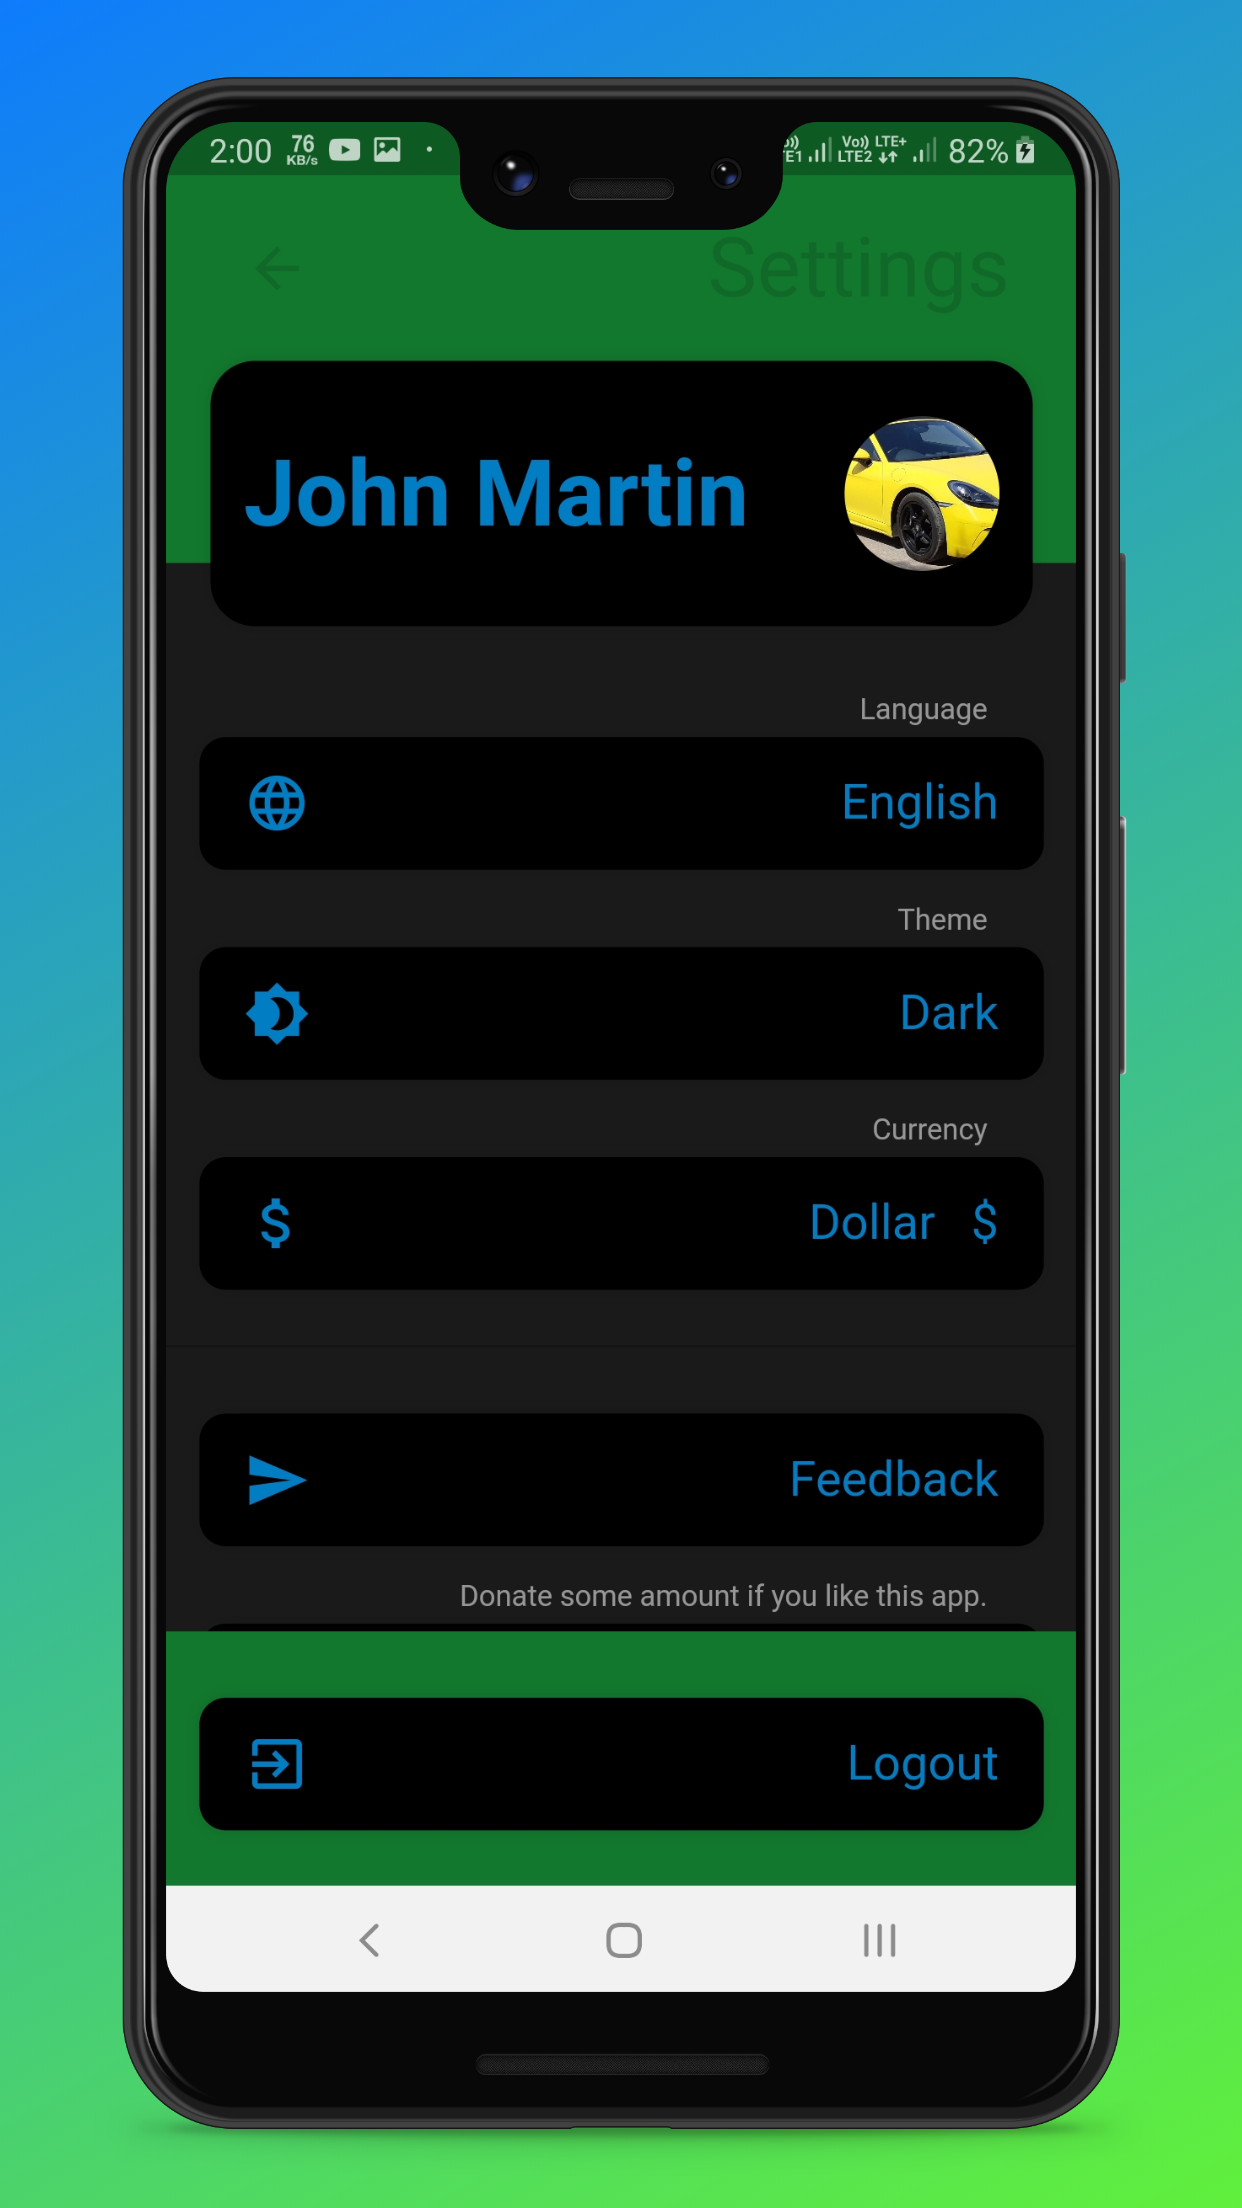 2:00 76 KB/s Vo)) LTE+ LTE2 82%
Settings
John Martin
Language
English
Theme
Dark
Currency
$ Dollar $
Feedback
Donate some amount if you like this app.
Logout